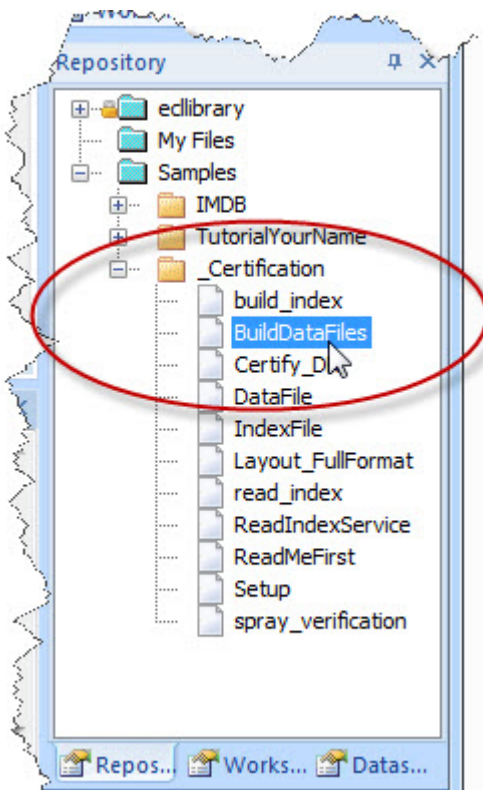 Repository
ecllibrary
My Files
Samples
IMDB
TutorialYourName
_Certification
build_index
BuildDataFiles
Certify_D
DataFile
IndexFile
Layout_FullFormat
read_index
ReadIndexService
ReadMeFirst
Setup
spray_verification
Repos... Works... Datas...